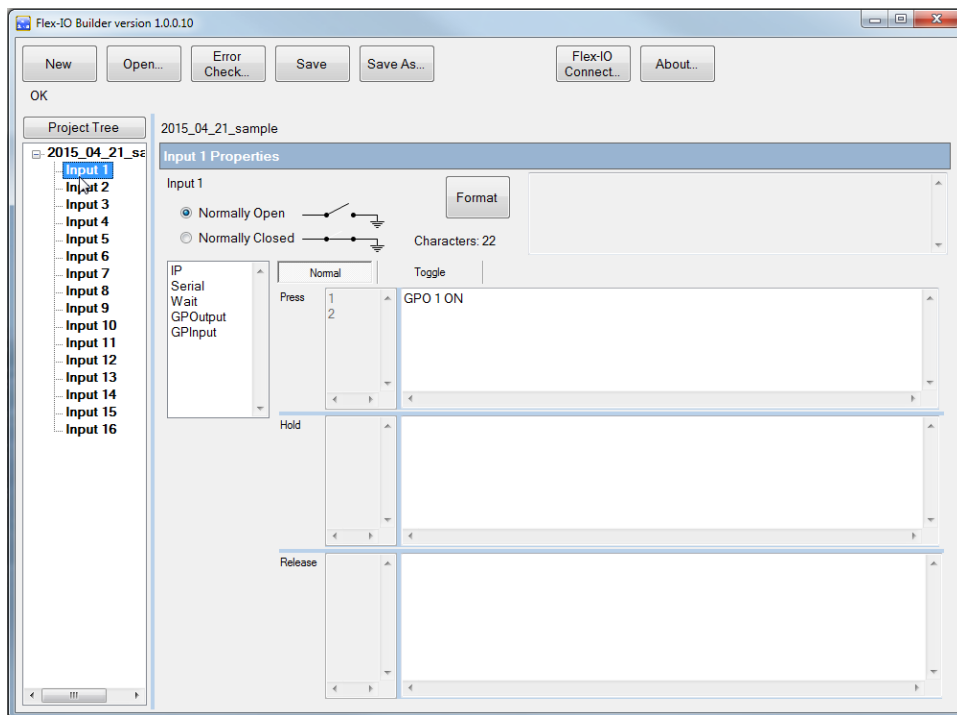 Flex-IO Builder version 1.0.0.10
New
Open...
Error
Check...
Save
Save As...
Flex-IO
Connect...
About...
OK
Project Tree
2015_04_21_sample
2015_04_21_sa
Input 1
Input 2
Input 3
Input 4
Input 5
Input 6
Input 7
Input 8
Input 9
Input 10
Input 11
Input 12
Input 13
Input 14
Input 15
Input 16
Input 1 Properties
Input 1
Normally Open
Normally Closed
Format
Characters: 22
IP
Serial
Wait
GPOutput
GPInput
Normal
Toggle
Press
1
2
GPO 1 ON
Hold
Release